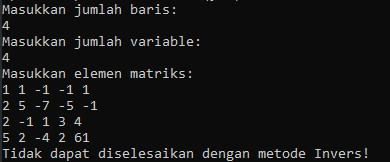 Masukkan jumlah baris:
4
Masukkan jumlah variable:
4
Masukkan elemen matriks:
1 1 -1 -1 1
2 5 -7 -5 -1
2 -1 1 3 4
5 2 -4 2 61
Tidak dapat diselesaikan dengan metode Invers!